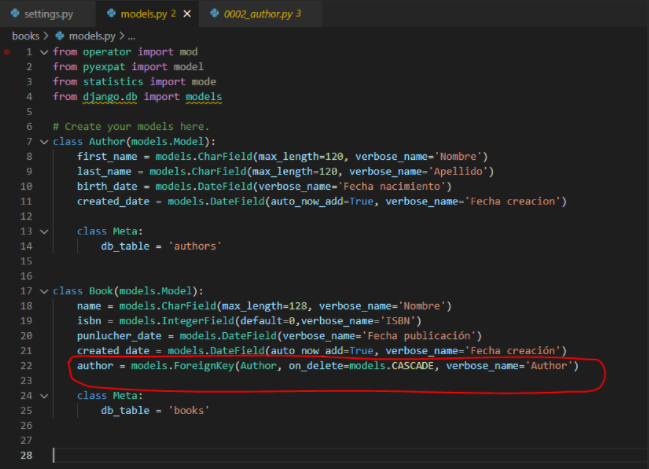 settings.py
models.py 2
0002_author.py 3
books > models.py > ...
1 from operator import mod
2 from pyexpat import model
3 from statistics import mode
4 from django.db import models
5
6 # Create your models here.
7 class Author(models.Model):
8 first_name = models.CharField(max_length=120, verbose_name='Nombre')
9 last_name = models.CharField(max_length=120, verbose_name='Apellido')
10 birth_date = models.DateField(verbose_name='Fecha nacimiento')
11 created_date = models.DateField(auto_now_add=True, verbose_name='Fecha creacion')
12
13 class Meta:
14 db_table = 'authors'
15
16
17 class Book(models.Model):
18 name = models.CharField(max_length=128, verbose_name='Nombre')
19 isbn = models.IntegerField(default=0,verbose_name='ISBN')
20 punlucher_date = models.DateField(verbose_name='Fecha publicación')
21 created_date = models.DateField(auto_now_add=True, verbose_name='Fecha creación')
22 author = models.ForeignKey(Author, on_delete=models.CASCADE, verbose_name='Author')
23
24 class Meta:
25 db_table = 'books'
26
27
28